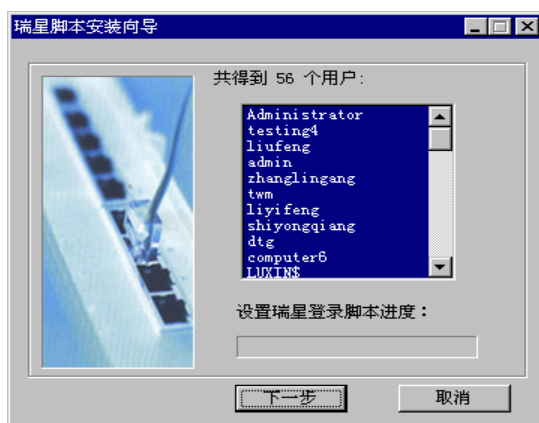 瑞星脚本安装向导
共得到 56 个用户:
Administrator
testing4
liufeng
admin
zhanglingang
twm
liyifeng
shiyongqiang
dtg
computer6
LUXIN$
设置瑞星登录脚本进度：
下一步
取消